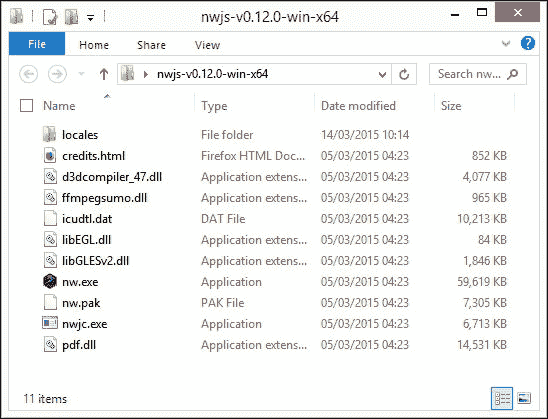 nwjs-v0.12.0-win-x64
File Home Share View
nwjs-v0.12.0-win-x64 Search nw...
Name Type Date modified Size
locales File folder 14/03/2015 10:14
credits.html Firefox HTML Doc... 05/03/2015 04:23 852 KB
d3dcompiler_47.dll Application extens... 05/03/2015 04:23 4,077 KB
ffmpegsumo.dll Application extens... 05/03/2015 04:23 965 KB
icudtl.dat DAT File 05/03/2015 04:23 10,213 KB
libEGL.dll Application extens... 05/03/2015 04:23 84 KB
libGLESv2.dll Application extens... 05/03/2015 04:23 1,846 KB
nw.exe Application 05/03/2015 04:23 59,619 KB
nw.pak PAK File 05/03/2015 04:23 7,305 KB
nwjc.exe Application 05/03/2015 04:23 6,713 KB
pdf.dll Application extens... 05/03/2015 04:23 14,531 KB
11 items